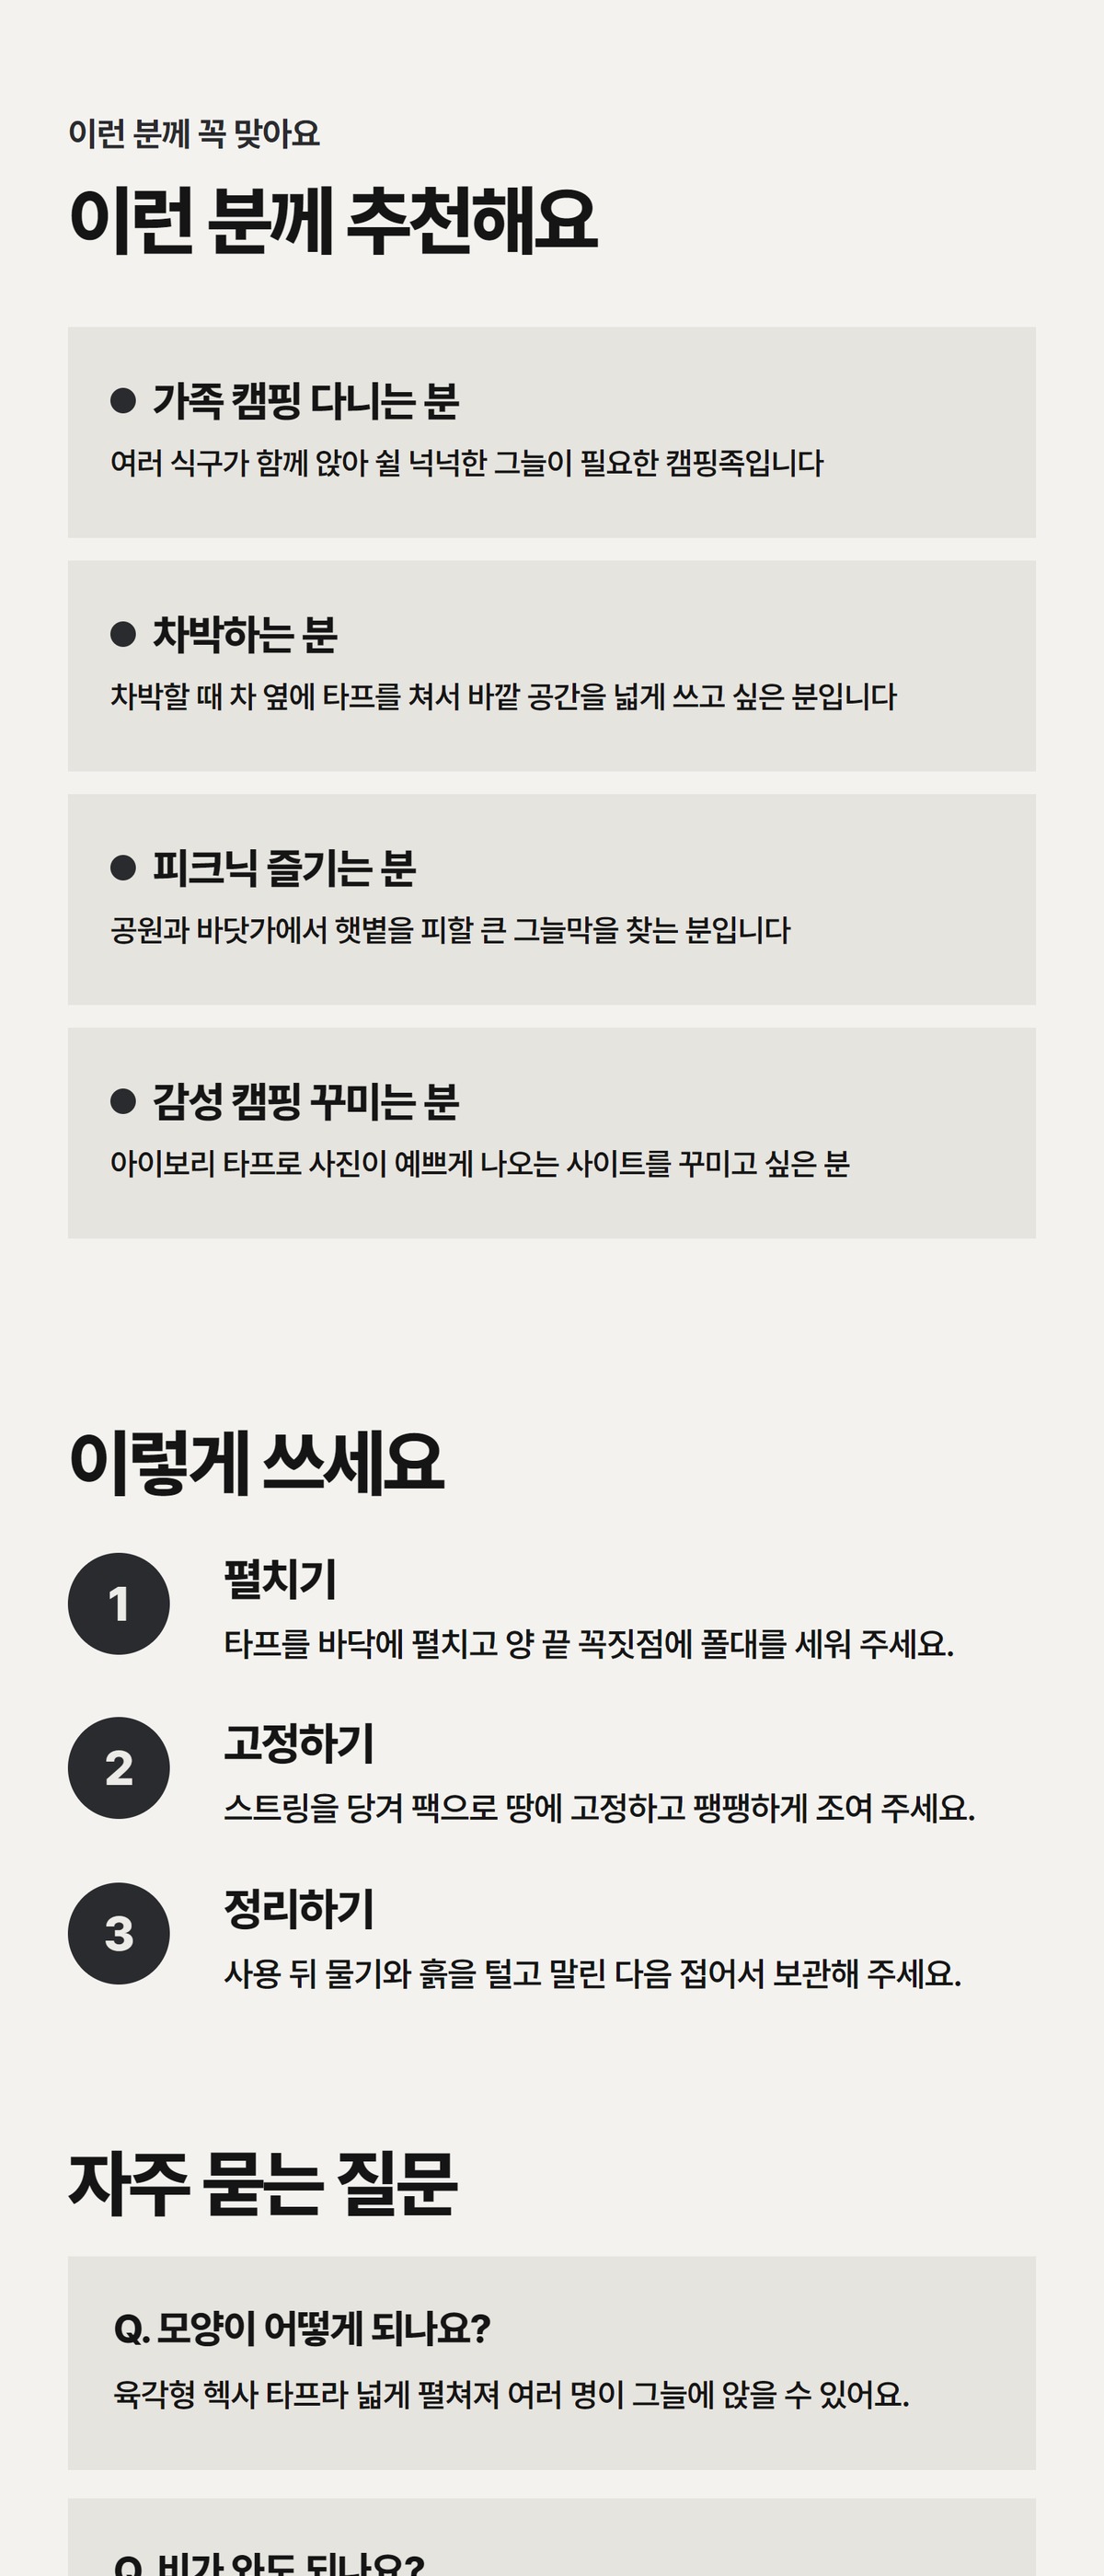 이런 분께 꼭 맞아요
이런 분께 추천해요
가족 캠핑 다니는 분
여러 식구가 함께 앉아 쉴 넉넉한 그늘이 필요한 캠핑족입니다
차박하는 분
차박할 때 차 옆에 타프를 쳐서 바깥 공간을 넓게 쓰고 싶은 분입니다
피크닉 즐기는 분
공원과 바닷가에서 햇볕을 피할 큰 그늘막을 찾는 분입니다
감성 캠핑 꾸미는 분
아이보리 타프로 사진이 예쁘게 나오는 사이트를 꾸미고 싶은 분
이렇게 쓰세요
1
펼치기
타프를 바닥에 펼치고 양 끝 꼭짓점에 폴대를 세워 주세요.
2
고정하기
스트링을 당겨 팩으로 땅에 고정하고 팽팽하게 조여 주세요.
3
정리하기
사용 뒤 물기와 흙을 털고 말린 다음 접어서 보관해 주세요.
자주 묻는 질문
Q. 모양이 어떻게 되나요?
육각형 헥사 타프라 넓게 펼쳐져 여러 명이 그늘에 앉을 수 있어요.
Q. 비가 와도 되나요?